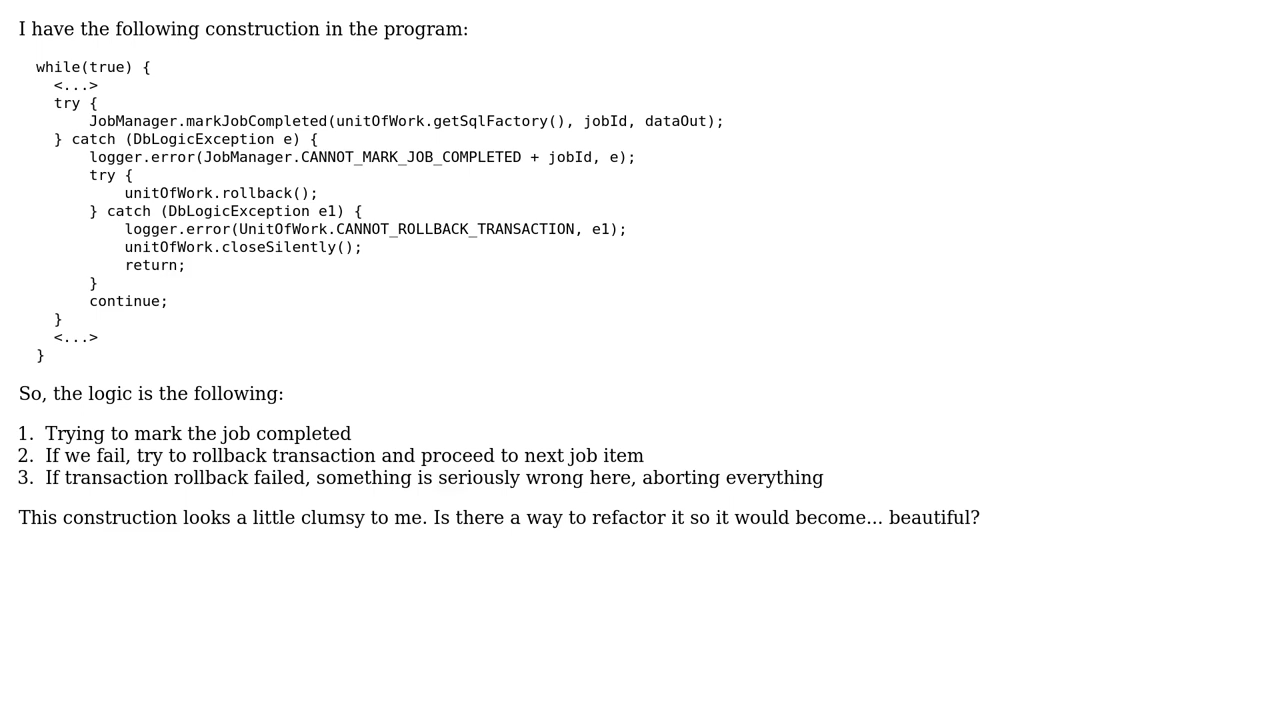 I have the following construction in the program:
while(true) {
  <...>
  try {
      JobManager.markJobCompleted(unitOfWork.getSqlFactory(), jobId, dataOut);
  } catch (DbLogicException e) {
      logger.error(JobManager.CANNOT_MARK_JOB_COMPLETED + jobId, e);
      try {
          unitOfWork.rollback();
      } catch (DbLogicException e1) {
          logger.error(UnitOfWork.CANNOT_ROLLBACK_TRANSACTION, e1);
          unitOfWork.closeSilently();
          return;
      }
      continue;
  }
  <...>
}
So, the logic is the following:
1. Trying to mark the job completed
2. If we fail, try to rollback transaction and proceed to next job item
3. If transaction rollback failed, something is seriously wrong here, aborting everything
This construction looks a little clumsy to me. Is there a way to refactor it so it would become... beautiful?